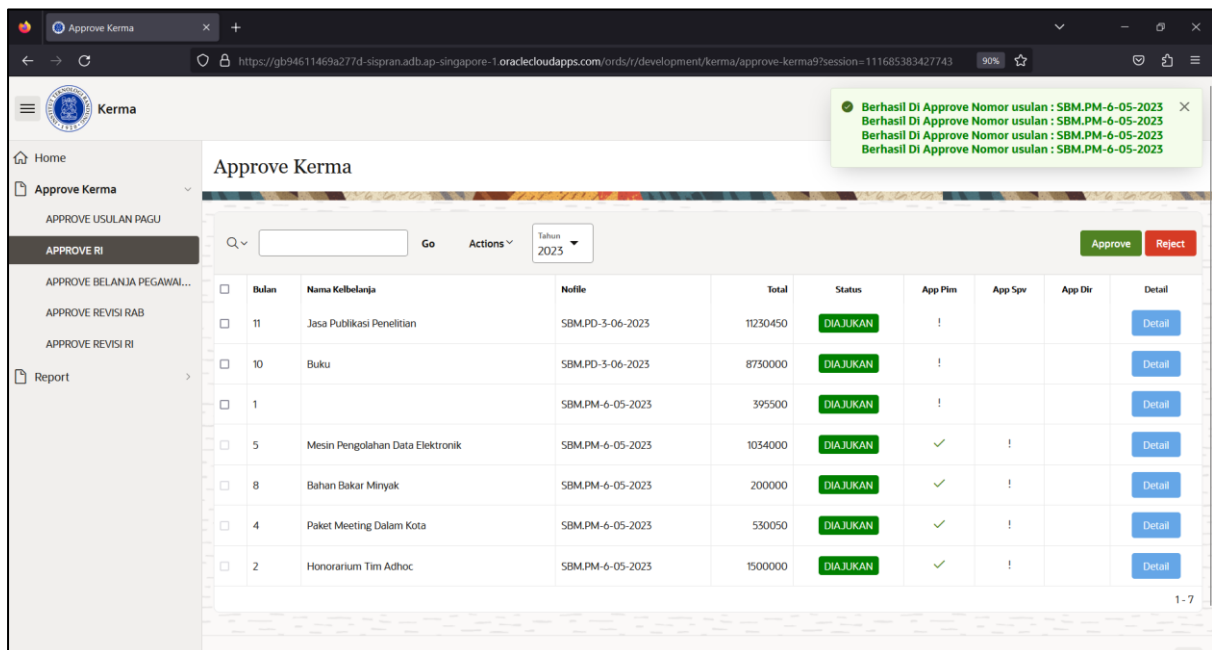 Approve Kerma
https://gb94611469a277d-sispran.adb.ap-singapore-1.oraclecloudapps.com/ords/r/development/kerma/approve-kerma9?session=111685383427743 90%
Kerma
Berhasil Di Approve Nomor usulan : SBM.PM-6-05-2023
Berhasil Di Approve Nomor usulan : SBM.PM-6-05-2023
Berhasil Di Approve Nomor usulan : SBM.PM-6-05-2023
Berhasil Di Approve Nomor usulan : SBM.PM-6-05-2023
Home
Approve Kerma
APPROVE USULAN PAGU
APPROVE RI
APPROVE BELANJA PEGAWAI...
APPROVE REVISI RAB
APPROVE REVISI RI
Report
Approve Kerma
Go Actions Tahun 2023 Approve Reject
Bulan Nama Kelbelanja Nofile Total Status App Pim App Spv App Dir Detail
11 Jasa Publikasi Penelitian SBM.PD-3-06-2023 11230450 DIAJUKAN ! Detail
10 Buku SBM.PD-3-06-2023 8730000 DIAJUKAN ! Detail
1 SBM.PM-6-05-2023 395500 DIAJUKAN ! Detail
5 Mesin Pengolahan Data Elektronik SBM.PM-6-05-2023 1034000 DIAJUKAN ✓ ! Detail
8 Bahan Bakar Minyak SBM.PM-6-05-2023 200000 DIAJUKAN ✓ ! Detail
4 Paket Meeting Dalam Kota SBM.PM-6-05-2023 530050 DIAJUKAN ✓ ! Detail
2 Honorarium Tim Adhoc SBM.PM-6-05-2023 1500000 DIAJUKAN ✓ ! Detail
1 - 7